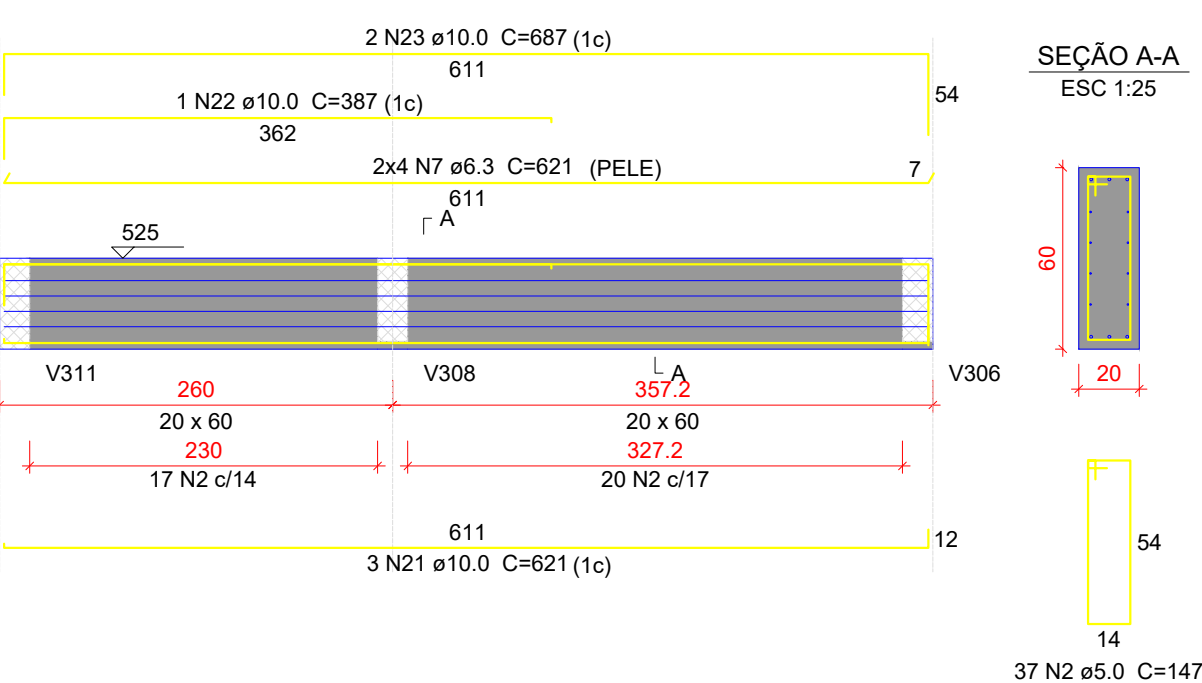 2 N23 ø10.0 C=687 (1c)
611
54
1 N22 ø10.0 C=387 (1c)
362
2x4 N7 ø6.3 C=621 (PELE)
7
611
A
525
V311
V308
A
V306
260
357.2
20 x 60
20 x 60
230
327.2
17 N2 c/14
20 N2 c/17
611
12
3 N21 ø10.0 C=621 (1c)
SEÇÃO A-A
ESC 1:25
60
20
54
14
37 N2 ø5.0 C=147